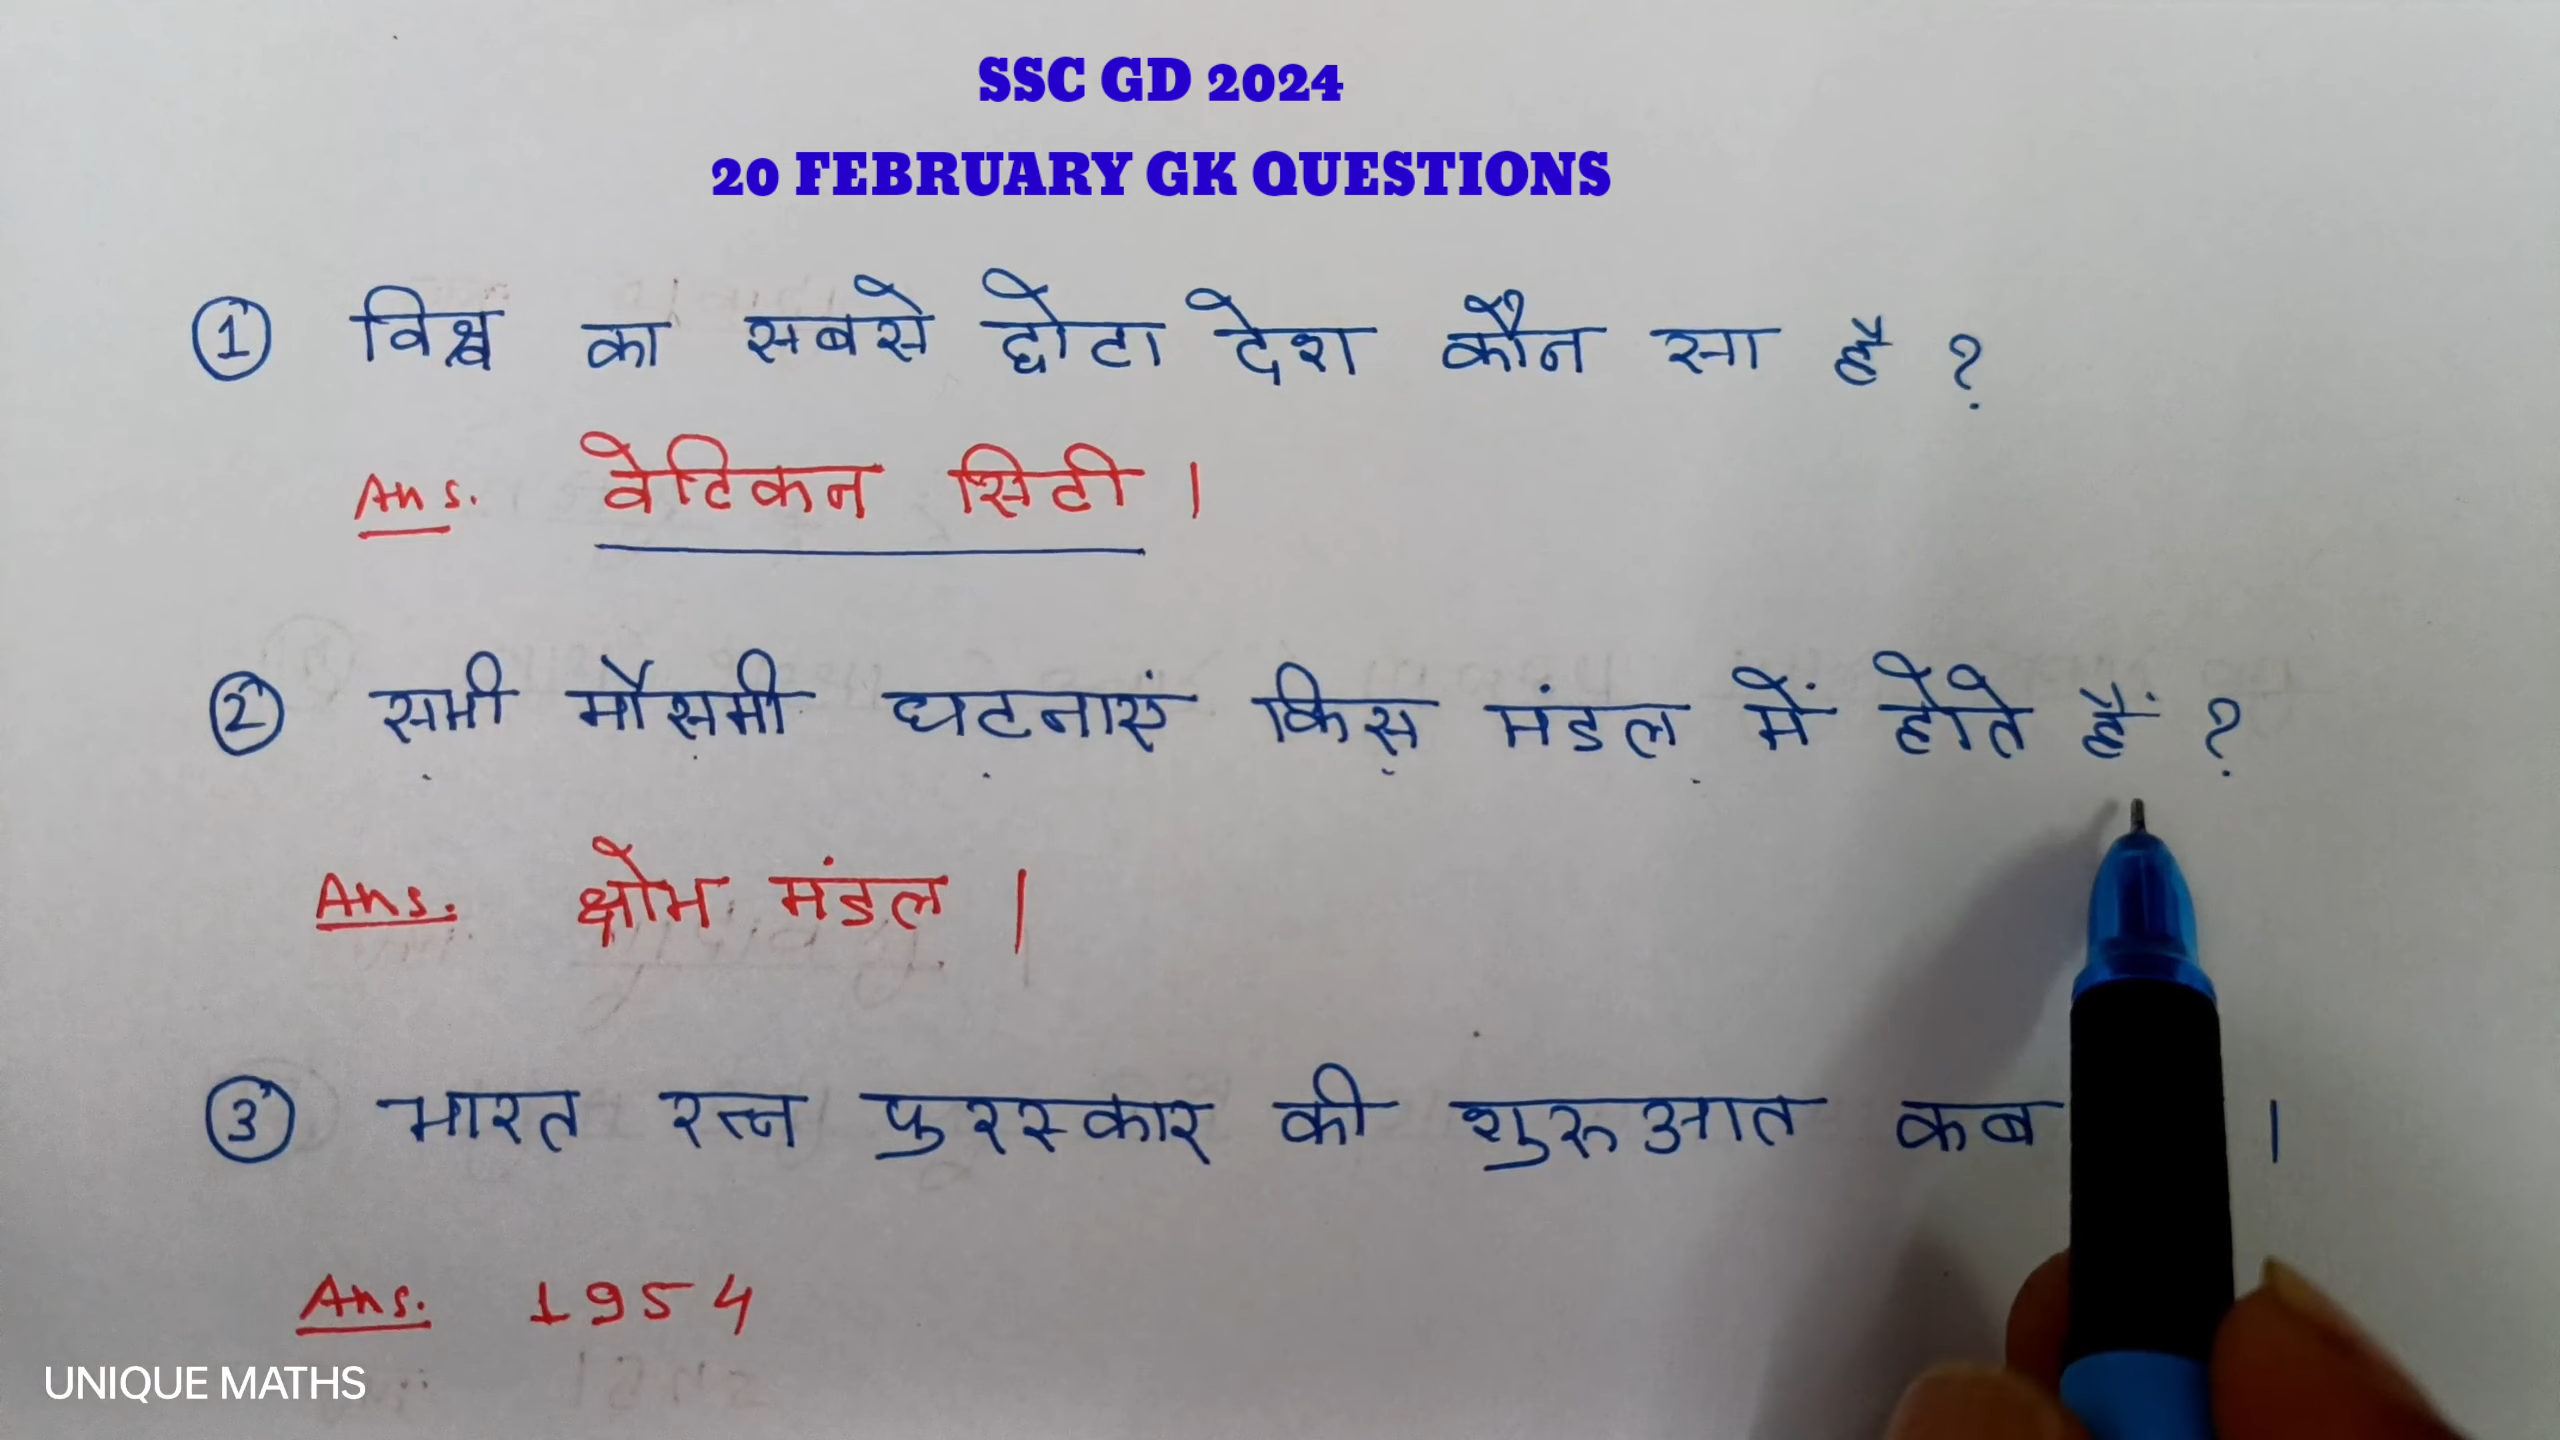 SSC GD 2024
20 FEBRUARY GK QUESTIONS
① विश्व का सबसे छोटा देश कौन सा है ?
Ans. वेटिकन सिटी ।
② सभी मौसमी घटनाएं किस मंडल में होते हैं ?
Ans. क्षोभ मंडल ।
③ भारत रत्न पुरस्कार की शुरुआत कब ।
Ans. 1954
UNIQUE MATHS